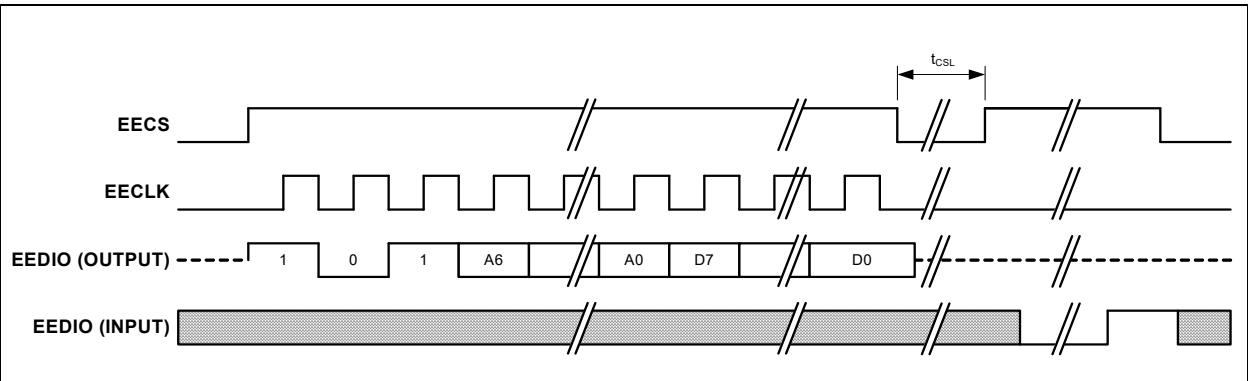 tCSL
EECS
EECLK
EEDIO (OUTPUT) 1 0 1 A6 A0 D7 D0
EEDIO (INPUT)